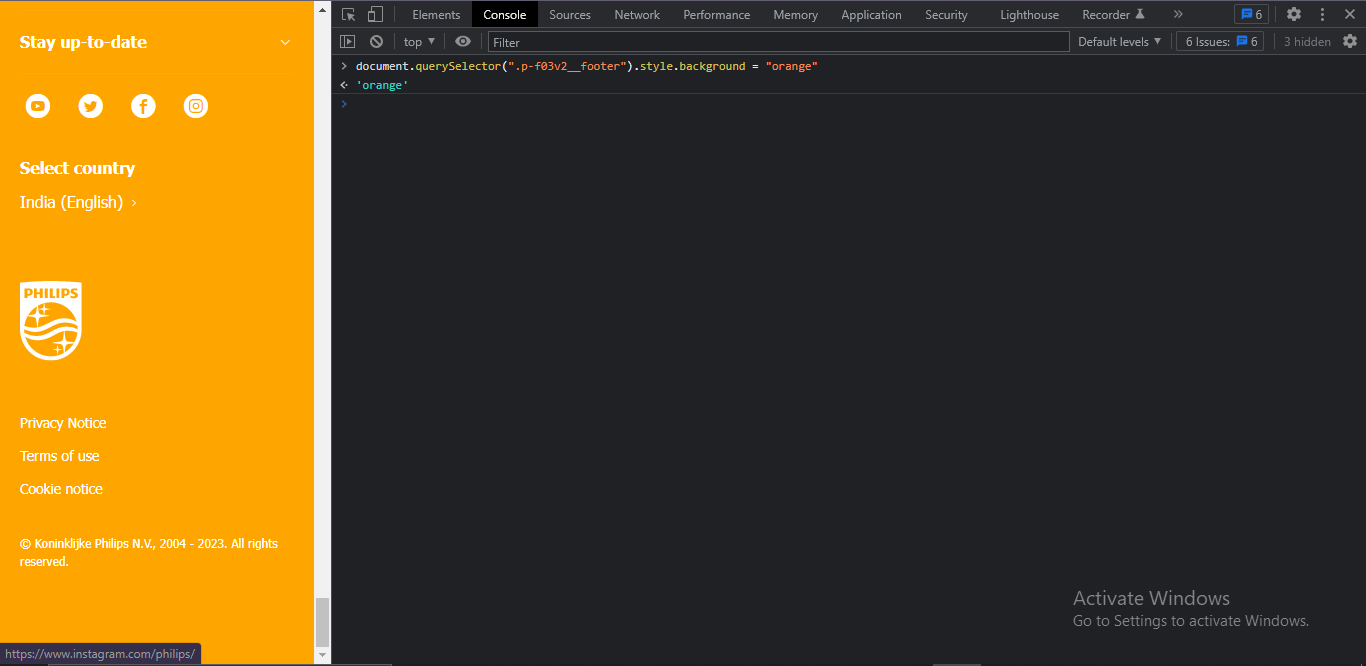 Stay up-to-date
Select country
India (English)
PHILIPS
Privacy Notice
Terms of use
Cookie notice
© Koninklijke Philips N.V., 2004 - 2023. All rights
reserved.
https://www.instagram.com/philips/
Elements Console Sources Network Performance Memory Application Security Lighthouse Recorder 6
top Filter Default levels 6 Issues: 6 3 hidden
document.querySelector(".p-f03v2__footer").style.background = "orange"
'orange'
Activate Windows
Go to Settings to activate Windows.